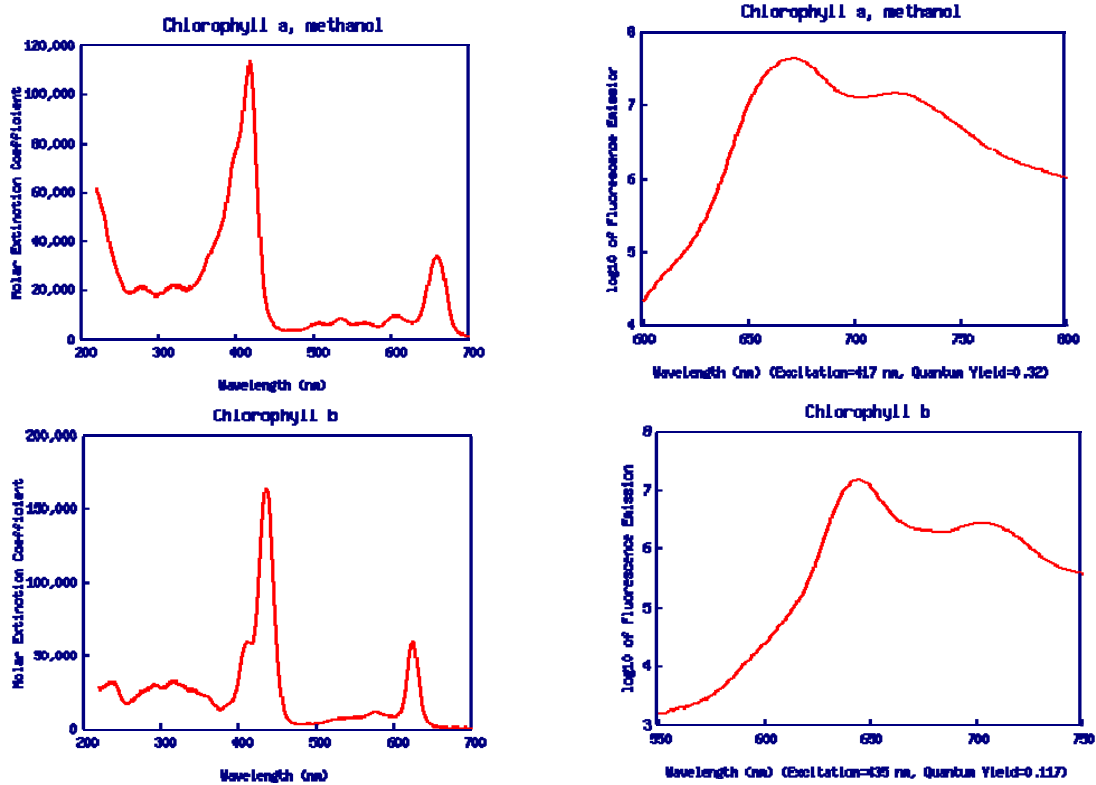 Chlorophyll a, methanol
Molar Extinction Coefficient
120,000
100,000
80,000
60,000
40,000
20,000
0
200 300 400 500 600 700
Wavelength (nm)
Chlorophyll a, methanol
log10 of Fluorescence Emission
8
7
6
5
4
600 650 700 750 800
Wavelength (nm) (Excitation=417 nm, Quantum Yield=0.32)
Chlorophyll b
Molar Extinction Coefficient
200,000
150,000
100,000
50,000
0
200 300 400 500 600 700
Wavelength (nm)
Chlorophyll b
log10 of Fluorescence Emission
8
7
6
5
4
3
550 600 650 700 750
Wavelength (nm) (Excitation=435 nm, Quantum Yield=0.117)